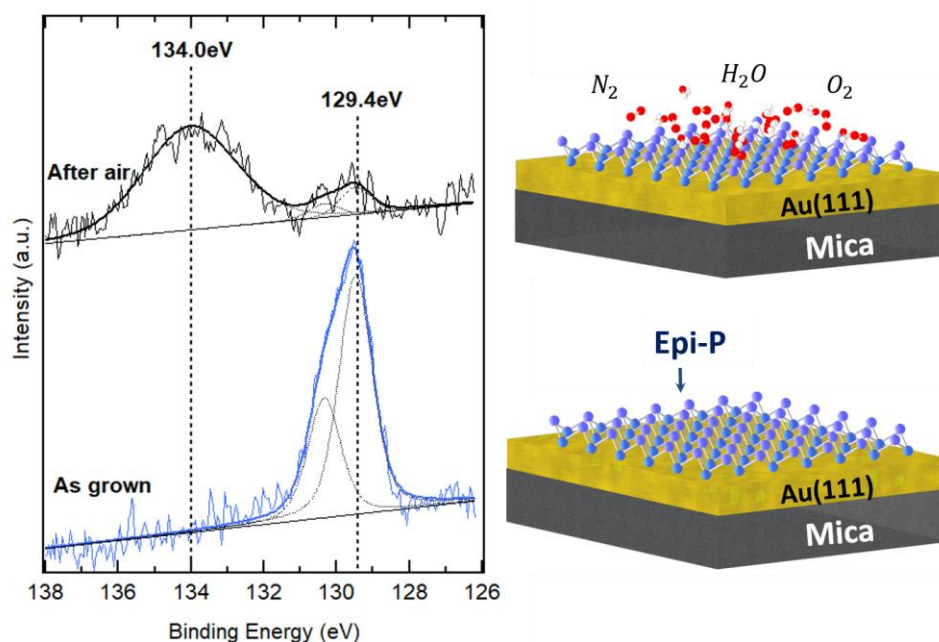 134.0eV
129.4eV
After air
As grown
Intensity (a.u.)
138 136 134 132 130 128 126
Binding Energy (eV)
N₂ H₂O O₂
Au(111)
Mica
Epi-P
Au(111)
Mica